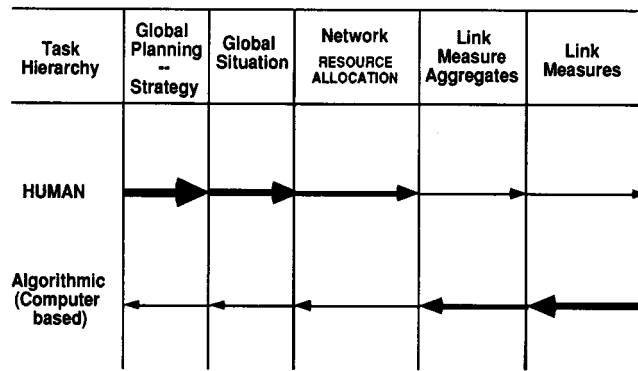 Task
Hierarchy
Global
Planning
--
Strategy
Global
Situation
Network
RESOURCE
ALLOCATION
Link
Measure
Aggregates
Link
Measures
HUMAN
Algorithmic
(Computer
based)